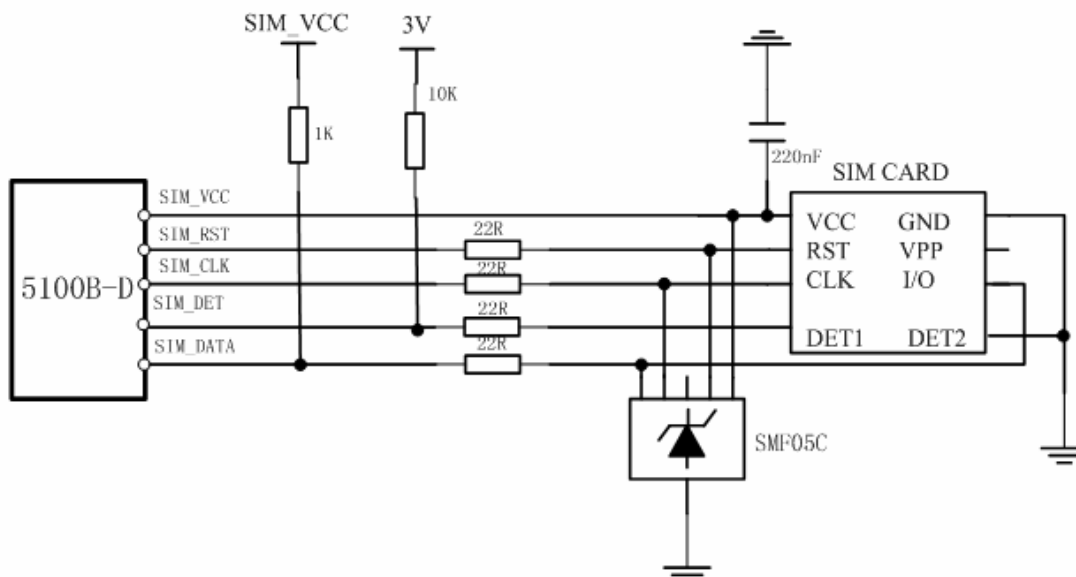 SIM_VCC
3V
10K
1K
220nF
SIM CARD
SIM_VCC
VCC GND
SIM_RST
22R
RST VPP
SIM_CLK
22R
CLK I/O
5100B-D
SIM_DET
22R
DET1 DET2
SIM_DATA
22R
SMF05C